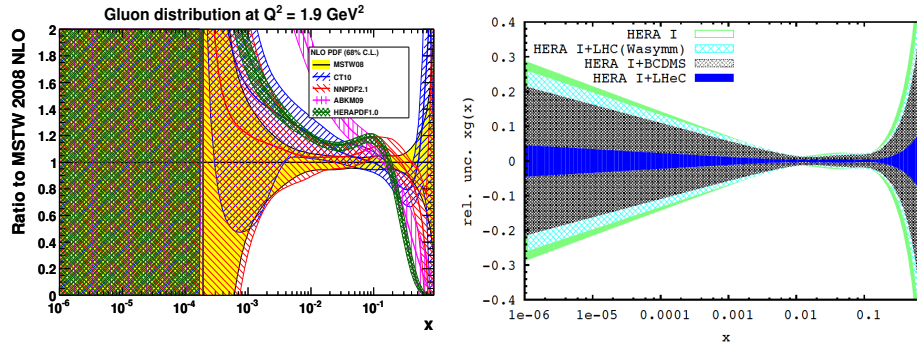 Gluon distribution at Q² = 1.9 GeV²
Ratio to MSTW 2008 NLO
2
1.8
1.6
1.4
1.2
1
0.8
0.6
0.4
0.2
0
NLO PDF (68% C.L.)
MSTW08
CT10
NNPDF2.1
ABKM09
HERAPDF1.0
10⁻⁶ 10⁻⁵ 10⁻⁴ 10⁻³ 10⁻² 10⁻¹
x
rel. unc. xg(x)
0.4
0.3
0.2
0.1
0
-0.1
-0.2
-0.3
-0.4
HERA I
HERA I+LHC(Wasymm)
HERA I+BCDMS
HERA I+LHeC
1e-06 1e-05 0.0001 0.001 0.01 0.1
x